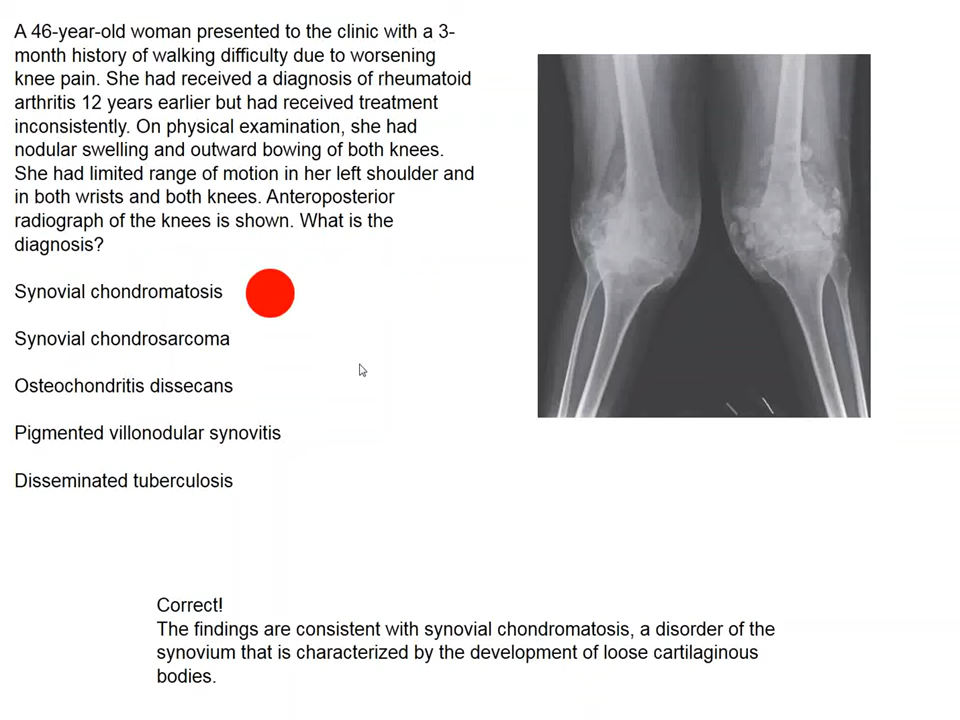 A 46-year-old woman presented to the clinic with a 3-
month history of walking difficulty due to worsening
knee pain. She had received a diagnosis of rheumatoid
arthritis 12 years earlier but had received treatment
inconsistently. On physical examination, she had
nodular swelling and outward bowing of both knees.
She had limited range of motion in her left shoulder and
in both wrists and both knees. Anteroposterior
radiograph of the knees is shown. What is the
diagnosis?
Synovial chondromatosis
Synovial chondrosarcoma
Osteochondritis dissecans
Pigmented villonodular synovitis
Disseminated tuberculosis
Correct!
The findings are consistent with synovial chondromatosis, a disorder of the
synovium that is characterized by the development of loose cartilaginous
bodies.